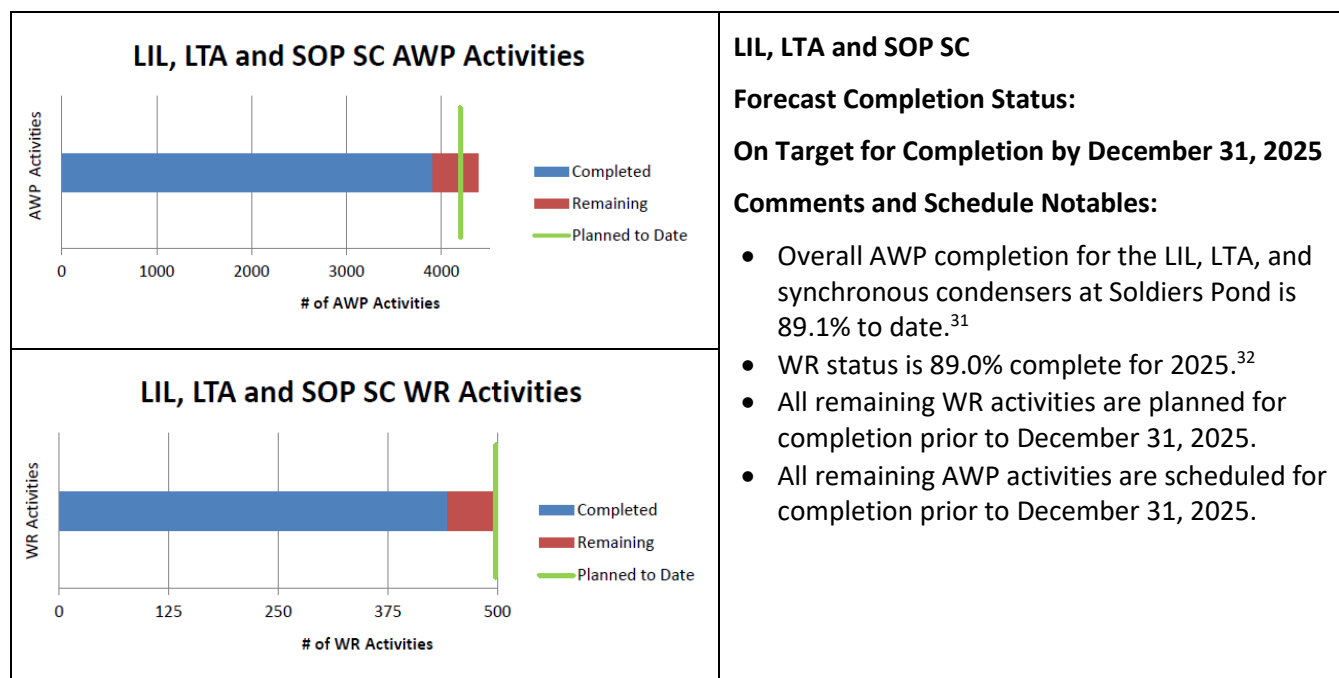 LIL, LTA and SOP SC AWP Activities
AWP Activities
Completed
Remaining
Planned to Date
0 1000 2000 3000 4000
# of AWP Activities
LIL, LTA and SOP SC WR Activities
WR Activities
Completed
Remaining
Planned to Date
0 125 250 375 500
# of WR Activities
LIL, LTA and SOP SC
Forecast Completion Status:
On Target for Completion by December 31, 2025
Comments and Schedule Notables:
• Overall AWP completion for the LIL, LTA, and
synchronous condensers at Soldiers Pond is
89.1% to date.³¹
• WR status is 89.0% complete for 2025.³²
• All remaining WR activities are planned for
completion prior to December 31, 2025.
• All remaining AWP activities are scheduled for
completion prior to December 31, 2025.